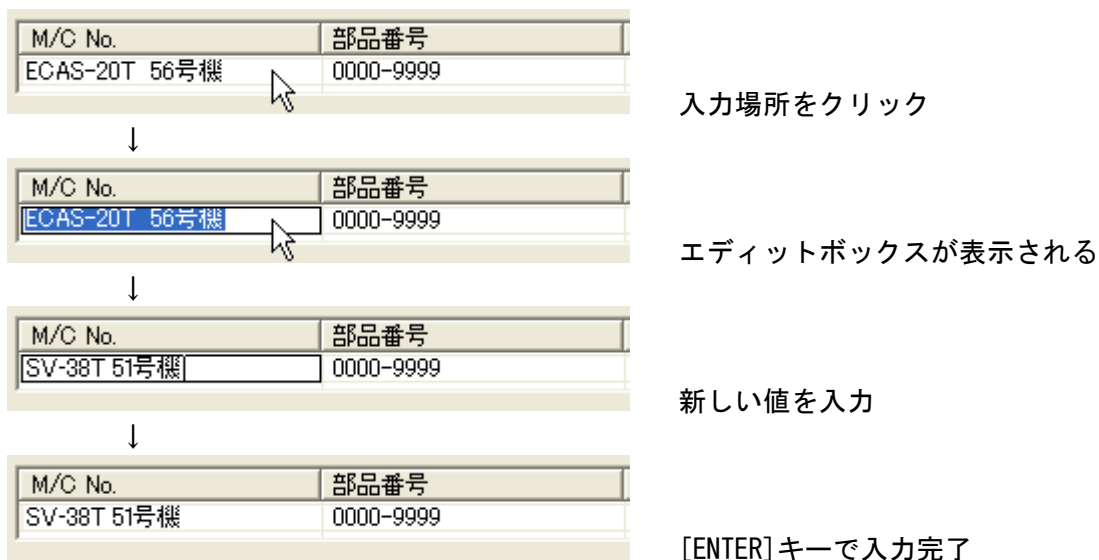 M/C No. 部品番号
ECAS-20T 56号機 0000-9999
入力場所をクリック
↓
M/C No. 部品番号
ECAS-20T 56号機 0000-9999
エディットボックスが表示される
↓
M/C No. 部品番号
SV-38T 51号機 0000-9999
新しい値を入力
↓
M/C No. 部品番号
SV-38T 51号機 0000-9999
[ENTER]キーで入力完了